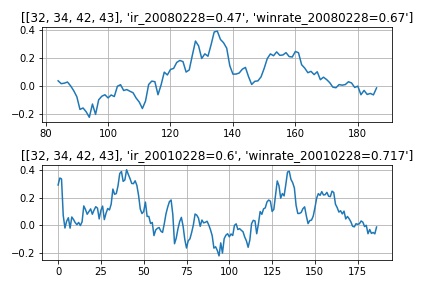 [[32, 34, 42, 43], 'ir_20080228=0.47', 'winrate_20080228=0.67']
0.4
0.2
0.0
−0.2
80 100 120 140 160 180
[[32, 34, 42, 43], 'ir_20010228=0.6', 'winrate_20010228=0.717']
0.4
0.2
0.0
−0.2
0 25 50 75 100 125 150 175